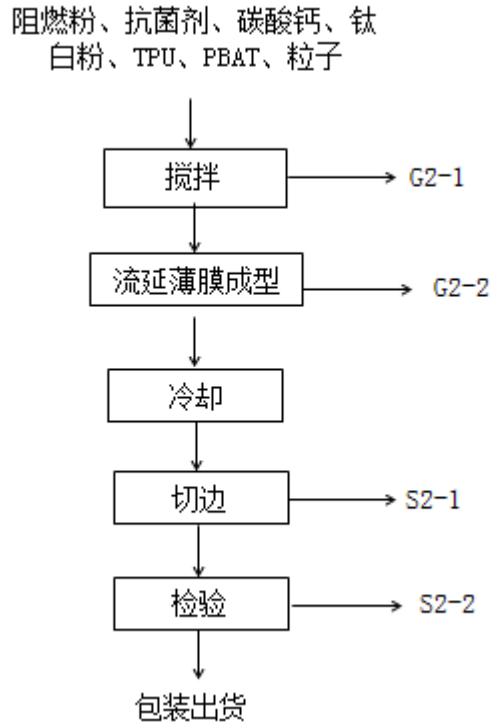 阻燃粉、抗菌剂、碳酸钙、钛
白粉、TPU、PBAT、粒子
搅拌
G2-1
流延薄膜成型
G2-2
冷却
切边
S2-1
检验
S2-2
包装出货